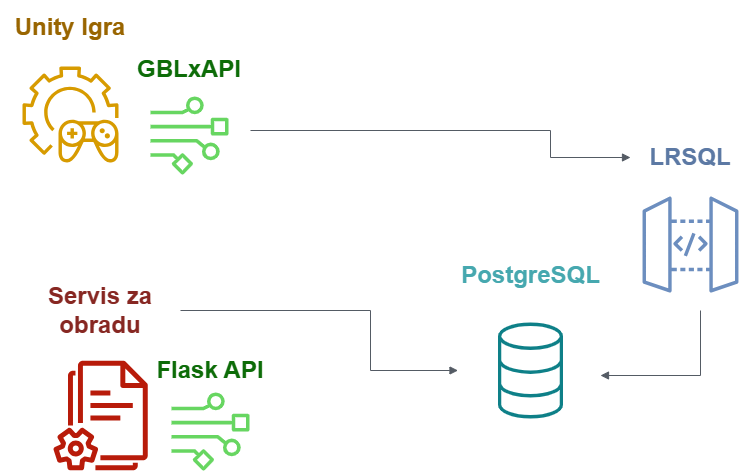 Unity Igra
GBLxAPI
LRSQL
PostgreSQL
Servis za
obradu
Flask API